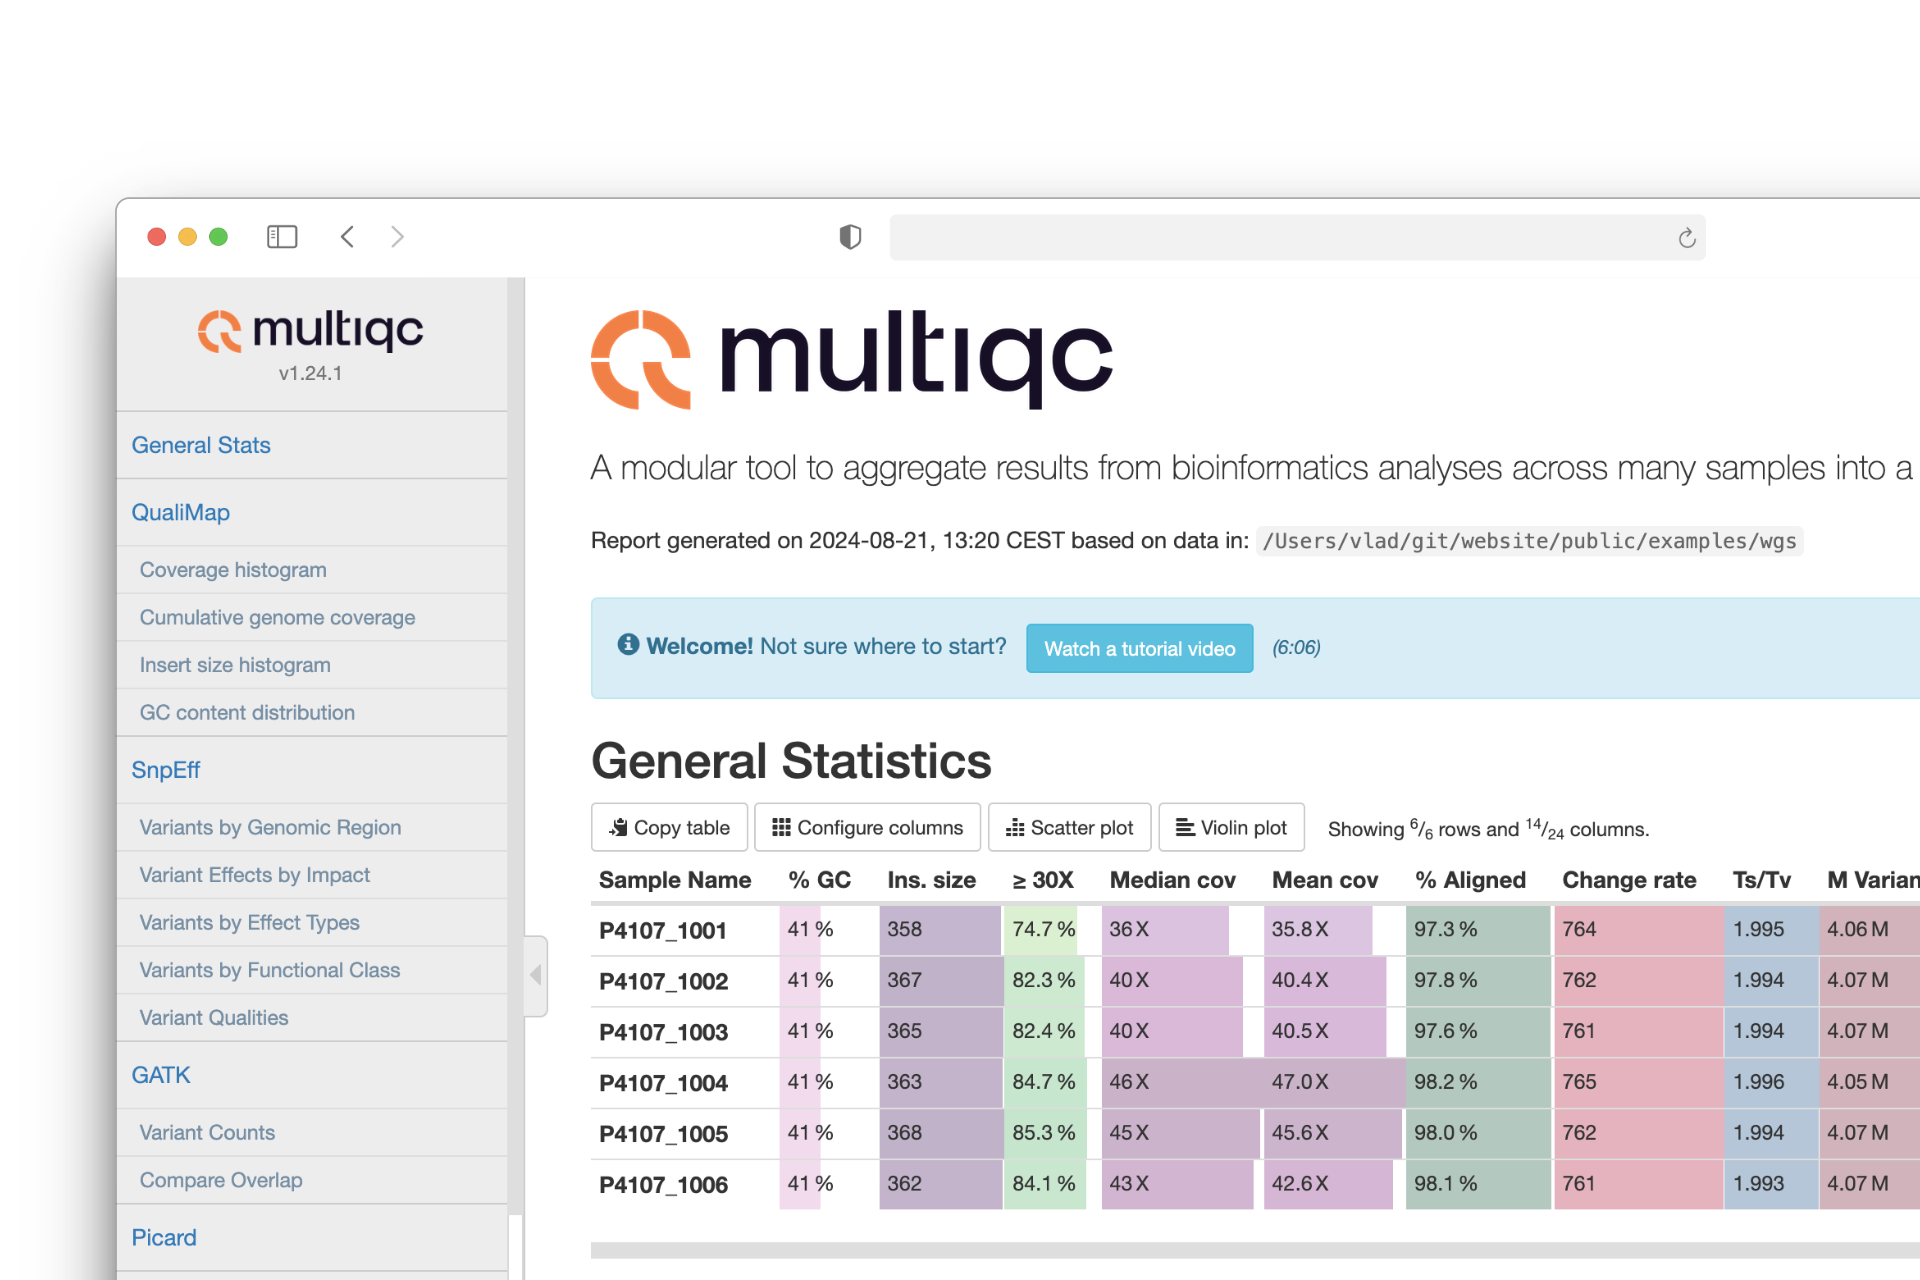 multiqc
v1.24.1
General Stats
QualiMap
Coverage histogram
Cumulative genome coverage
Insert size histogram
GC content distribution
SnpEff
Variants by Genomic Region
Variant Effects by Impact
Variants by Effect Types
Variants by Functional Class
Variant Qualities
GATK
Variant Counts
Compare Overlap
Picard
multiqc
A modular tool to aggregate results from bioinformatics analyses across many samples into a
Report generated on 2024-08-21, 13:20 CEST based on data in: /Users/vlad/git/website/public/examples/wgs
Welcome! Not sure where to start? Watch a tutorial video (6:06)
General Statistics
Copy table Configure columns Scatter plot Violin plot Showing 6/6 rows and 14/24 columns.
Sample Name % GC Ins. size ≥ 30X Median cov Mean cov % Aligned Change rate Ts/Tv M Varian
P4107_1001 41 % 358 74.7 % 36 X 35.8 X 97.3 % 764 1.995 4.06 M
P4107_1002 41 % 367 82.3 % 40 X 40.4 X 97.8 % 762 1.994 4.07 M
P4107_1003 41 % 365 82.4 % 40 X 40.5 X 97.6 % 761 1.994 4.07 M
P4107_1004 41 % 363 84.7 % 46 X 47.0 X 98.2 % 765 1.996 4.05 M
P4107_1005 41 % 368 85.3 % 45 X 45.6 X 98.0 % 762 1.994 4.07 M
P4107_1006 41 % 362 84.1 % 43 X 42.6 X 98.1 % 761 1.993 4.07 M